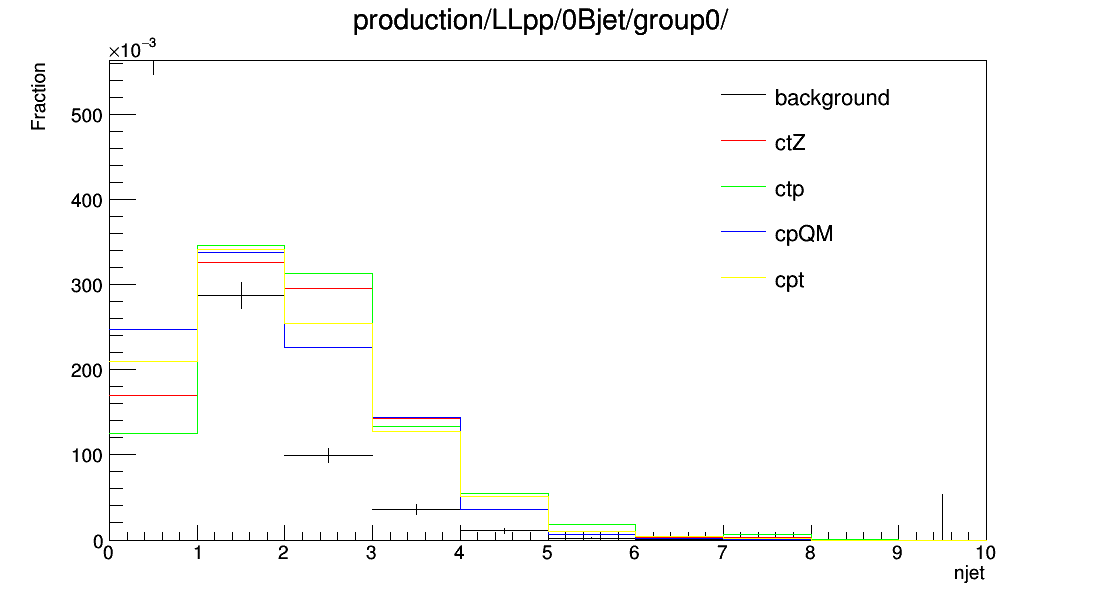 production/LLpp/0Bjet/group0/
×10⁻³
Fraction
500
400
300
200
100
0
background
ctZ
ctp
cpQM
cpt
0 1 2 3 4 5 6 7 8 9 10
njet